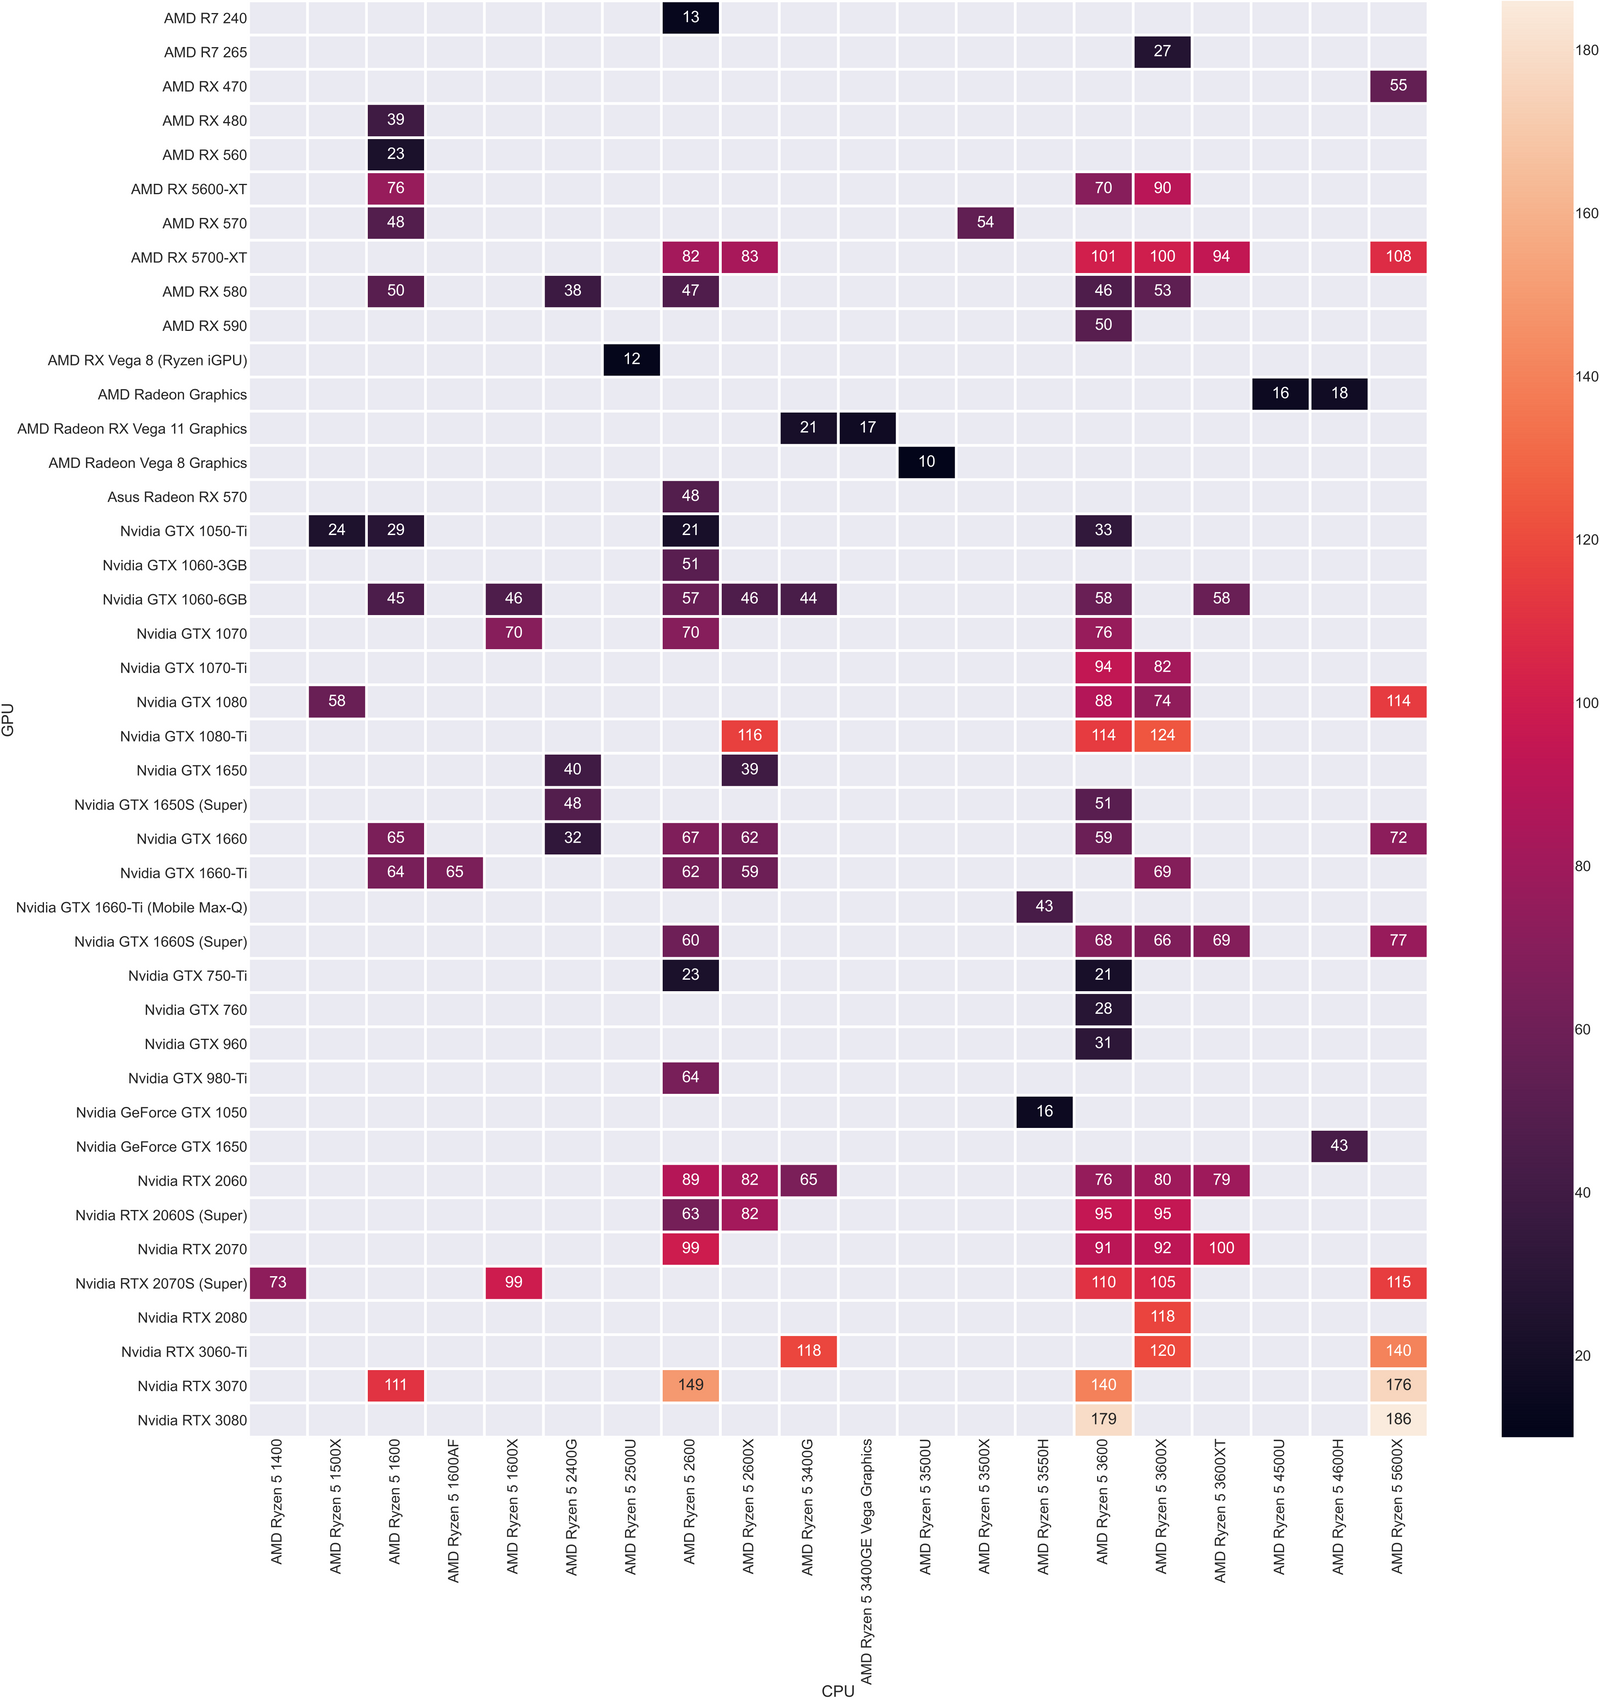 AMD R7 240 13
AMD R7 265 27
AMD RX 470 55
AMD RX 480 39
AMD RX 560 23
AMD RX 5600-XT 76 70 90
AMD RX 570 48 54
AMD RX 5700-XT 82 83 101 100 94 108
AMD RX 580 50 38 47 46 53
AMD RX 590 50
AMD RX Vega 8 (Ryzen iGPU) 12
AMD Radeon Graphics 16 18
AMD Radeon RX Vega 11 Graphics 21 17
AMD Radeon Vega 8 Graphics 10
Asus Radeon RX 570 48
Nvidia GTX 1050-Ti 24 29 21 33
Nvidia GTX 1060-3GB 51
Nvidia GTX 1060-6GB 45 46 57 46 44 58 58
Nvidia GTX 1070 70 70 76
Nvidia GTX 1070-Ti 94 82
Nvidia GTX 1080 58 88 74 114
Nvidia GTX 1080-Ti 116 114 124
Nvidia GTX 1650 40 39
Nvidia GTX 1650S (Super) 48 51
Nvidia GTX 1660 65 32 67 62 59 72
Nvidia GTX 1660-Ti 64 65 62 59 69
Nvidia GTX 1660-Ti (Mobile Max-Q) 43
Nvidia GTX 1660S (Super) 60 68 66 69 77
Nvidia GTX 750-Ti 23 21
Nvidia GTX 760 28
Nvidia GTX 960 31
Nvidia GTX 980-Ti 64
Nvidia GeForce GTX 1050 16
Nvidia GeForce GTX 1650 43
Nvidia RTX 2060 89 82 65 76 80 79
Nvidia RTX 2060S (Super) 63 82 95 95
Nvidia RTX 2070 99 91 92 100
Nvidia RTX 2070S (Super) 73 99 110 105 115
Nvidia RTX 2080 118
Nvidia RTX 3060-Ti 118 120 140
Nvidia RTX 3070 111 149 140 176
Nvidia RTX 3080 179 186
GPU
AMD Ryzen 5 1400
AMD Ryzen 5 1500X
AMD Ryzen 5 1600
AMD Ryzen 5 1600AF
AMD Ryzen 5 1600X
AMD Ryzen 5 2400G
AMD Ryzen 5 2500U
AMD Ryzen 5 2600
AMD Ryzen 5 2600X
AMD Ryzen 5 3400G
AMD Ryzen 5 3400GE Vega Graphics
AMD Ryzen 5 3500U
AMD Ryzen 5 3500X
AMD Ryzen 5 3550H
AMD Ryzen 5 3600
AMD Ryzen 5 3600X
AMD Ryzen 5 3600XT
AMD Ryzen 5 4500U
AMD Ryzen 5 4600H
AMD Ryzen 5 5600X
CPU
180
160
140
120
100
80
60
40
20